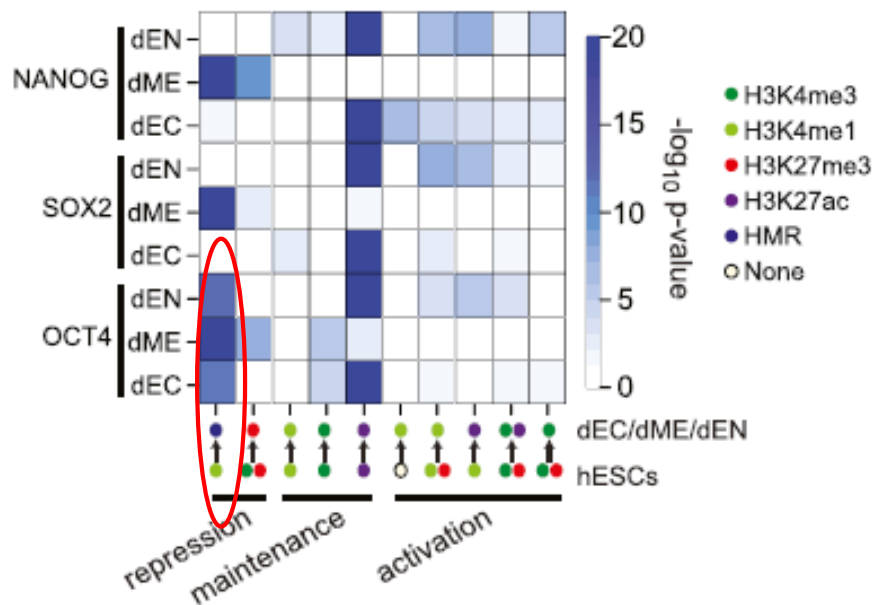 NANOG
dEN
dME
dEC
SOX2
dEN
dME
dEC
OCT4
dEN
dME
dEC
20
15
10
5
0
-log10 p-value
H3K4me3
H3K4me1
H3K27me3
H3K27ac
HMR
None
dEC/dME/dEN
hESCs
repression
maintenance
activation